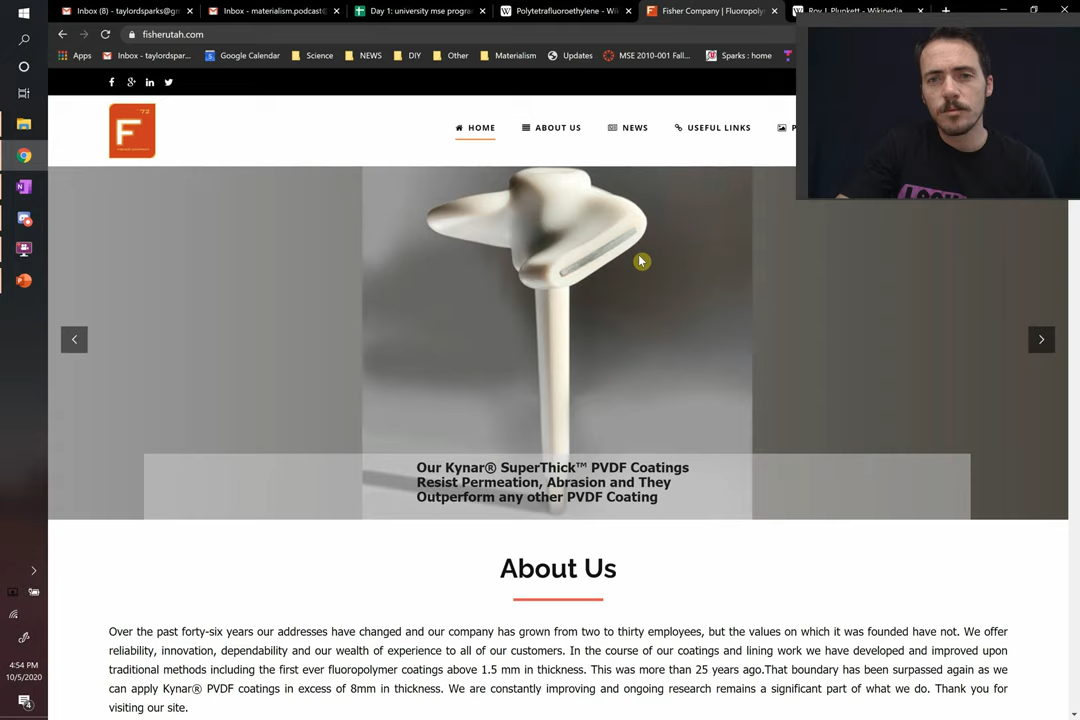 Inbox (8) - taylordsparks@gm
Inbox - materialism.podcast@
Day 1: university mse progra
Polytetrafluoroethylene - Wi
Fisher Company | Fluoropoly
Roy J. Plunkett - Wikipedia
fisherutah.com
Apps
Inbox - taylordspar...
Google Calendar
Science
NEWS
DIY
Other
Materialism
Updates
MSE 2010-001 Fall...
Sparks : home
F
'72
HOME
ABOUT US
NEWS
USEFUL LINKS
P
Our Kynar® SuperThick™ PVDF Coatings
Resist Permeation, Abrasion and They
Outperform any other PVDF Coating
About Us
Over the past forty-six years our addresses have changed and our company has grown from two to thirty employees, but the values on which it was founded have not. We offer
reliability, innovation, dependability and our wealth of experience to all of our customers. In the course of our coatings and lining work we have developed and improved upon
traditional methods including the first ever fluoropolymer coatings above 1.5 mm in thickness. This was more than 25 years ago.That boundary has been surpassed again as we
can apply Kynar® PVDF coatings in excess of 8mm in thickness. We are constantly improving and ongoing research remains a significant part of what we do. Thank you for
visiting our site.
4:54 PM
10/5/2020